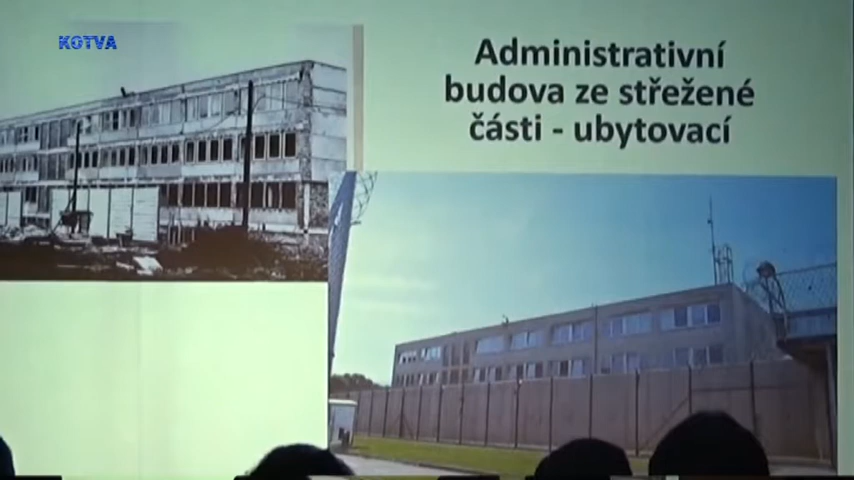 KOTVA
Administrativní
budova ze střežené
části - ubytovací